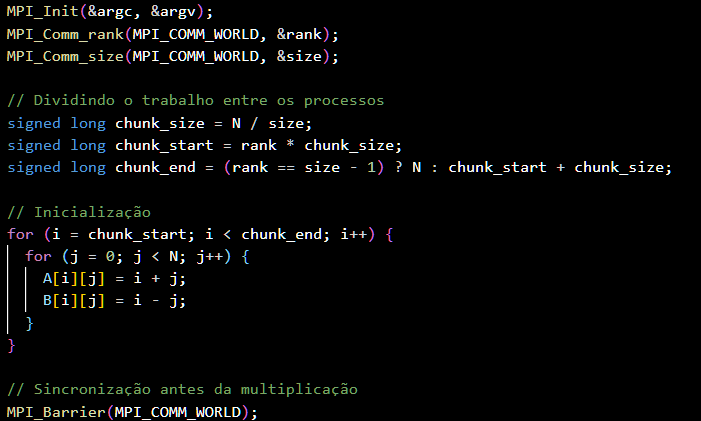 MPI_Init(&argc, &argv);
MPI_Comm_rank(MPI_COMM_WORLD, &rank);
MPI_Comm_size(MPI_COMM_WORLD, &size);

// Dividindo o trabalho entre os processos
signed long chunk_size = N / size;
signed long chunk_start = rank * chunk_size;
signed long chunk_end = (rank == size - 1) ? N : chunk_start + chunk_size;

// Inicialização
for (i = chunk_start; i < chunk_end; i++) {
  for (j = 0; j < N; j++) {
    A[i][j] = i + j;
    B[i][j] = i - j;
  }
}

// Sincronização antes da multiplicação
MPI_Barrier(MPI_COMM_WORLD);